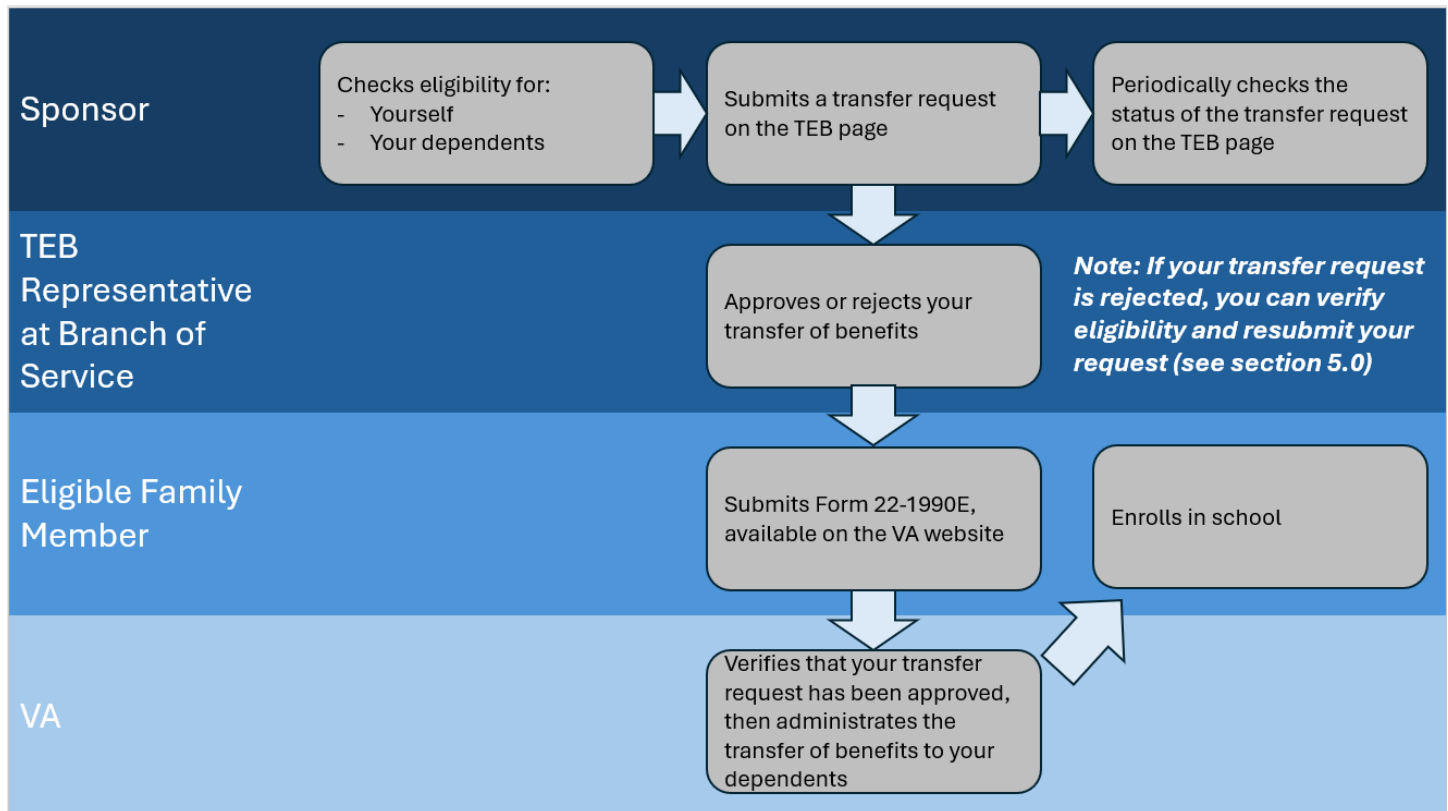 Sponsor
Checks eligibility for:
- Yourself
- Your dependents
Submits a transfer request
on the TEB page
Periodically checks the
status of the transfer request
on the TEB page
TEB
Representative
at Branch of
Service
Approves or rejects your
transfer of benefits
Note: If your transfer request
is rejected, you can verify
eligibility and resubmit your
request (see section 5.0)
Eligible Family
Member
Submits Form 22-1990E,
available on the VA website
Enrolls in school
VA
Verifies that your transfer
request has been approved,
then administrates the
transfer of benefits to your
dependents